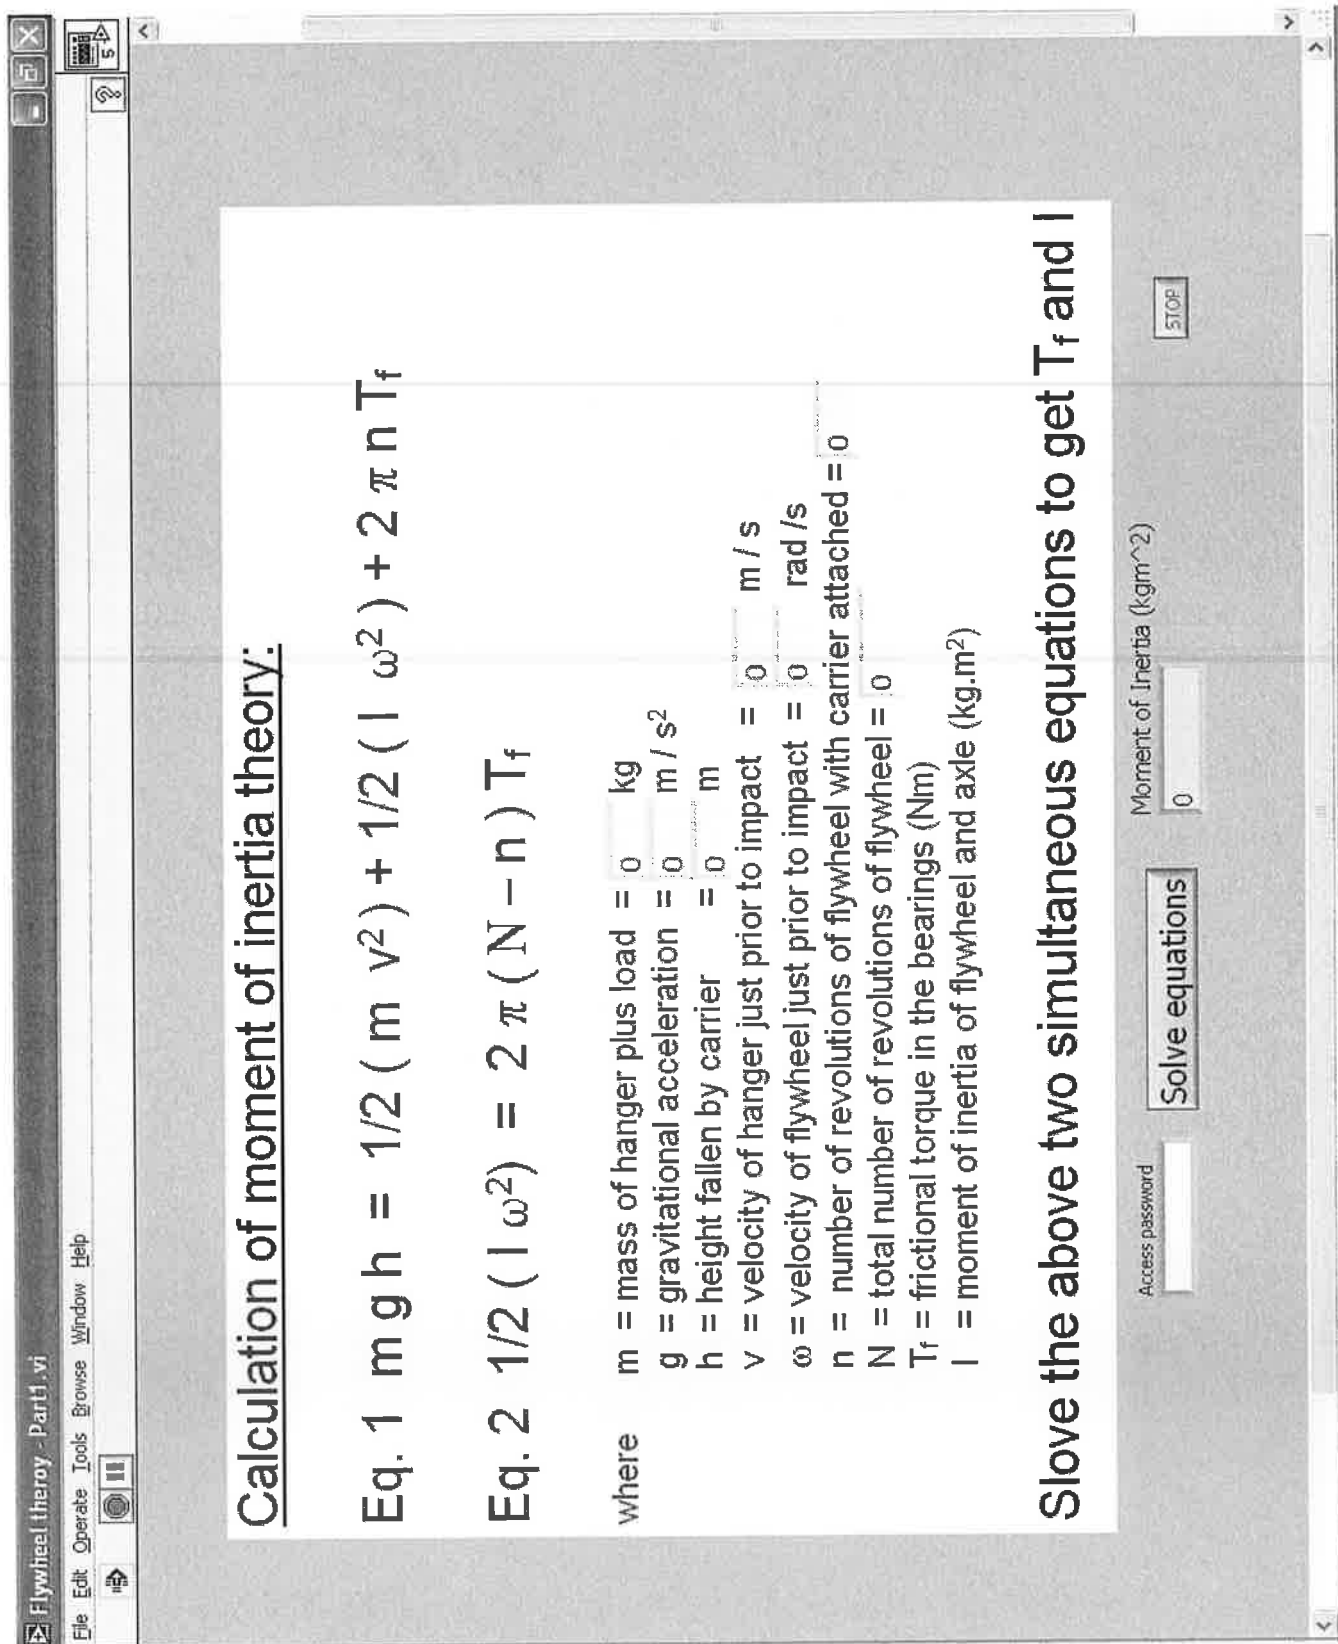 Flywheel theroy - Part1.vi
File Edit Operate Tools Browse Window Help
?
5
Calculation of moment of inertia theory:
Eq. 1 m g h = 1/2 ( m v²) + 1/2 ( I ω²) + 2 π n Tf
Eq. 2 1/2 ( I ω²) = 2 π ( N – n ) Tf
where m = mass of hanger plus load = 0 kg
g = gravitational acceleration = 0 m / s²
h = height fallen by carrier = 0 m
v = velocity of hanger just prior to impact = 0 m / s
ω = velocity of flywheel just prior to impact = 0 rad /s
n = number of revolutions of flywheel with carrier attached = 0
N = total number of revolutions of flywheel = 0
Tf = frictional torque in the bearings (Nm)
I = moment of inertia of flywheel and axle (kg.m²)
Slove the above two simultaneous equations to get Tf and I
Access password
Solve equations
Moment of Inertia (kgm^2)
0
STOP